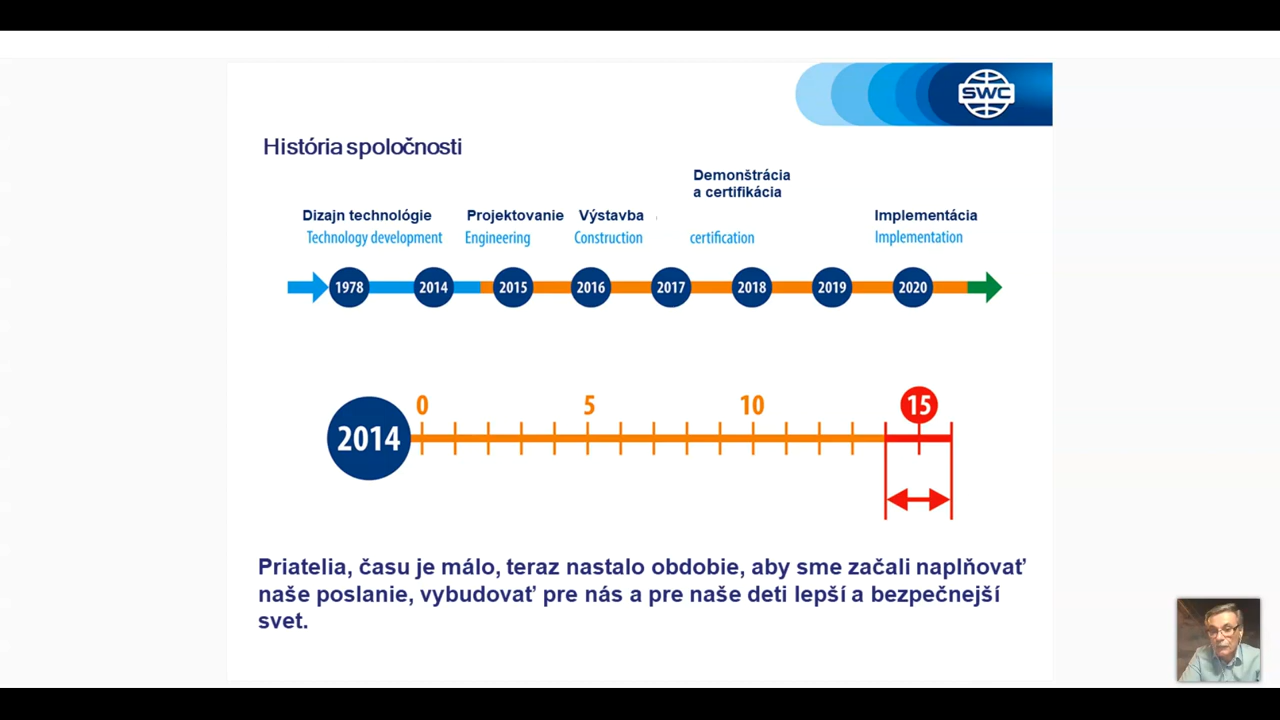 SWC
História spoločnosti
Demonštrácia
a certifikácia
Dizajn technológie Projektovanie Výstavba Implementácia
Technology development Engineering Construction certification Implementation
1978 2014 2015 2016 2017 2018 2019 2020
0 5 10 15
2014
Priatelia, času je málo, teraz nastalo obdobie, aby sme začali naplňovať
naše poslanie, vybudovať pre nás a pre naše deti lepší a bezpečnejší
svet.